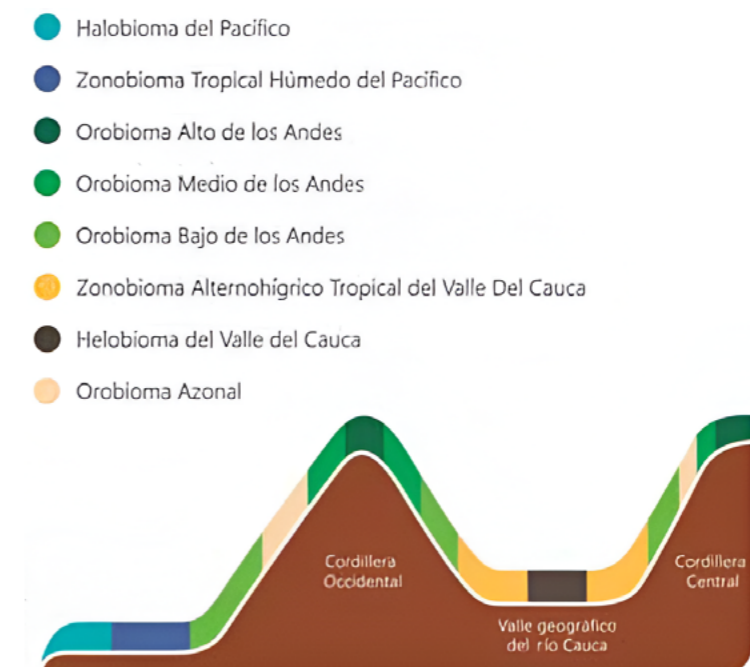 Halobioma del Pacífico
Zonobioma Tropical Húmedo del Pacífico
Orobioma Alto de los Andes
Orobioma Medio de los Andes
Orobioma Bajo de los Andes
Zonobioma Alternohígrico Tropical del Valle Del Cauca
Helobioma del Valle del Cauca
Orobioma Azonal
Cordillera
Occidental
Cordillera
Central
Valle geográfico
del río Cauca